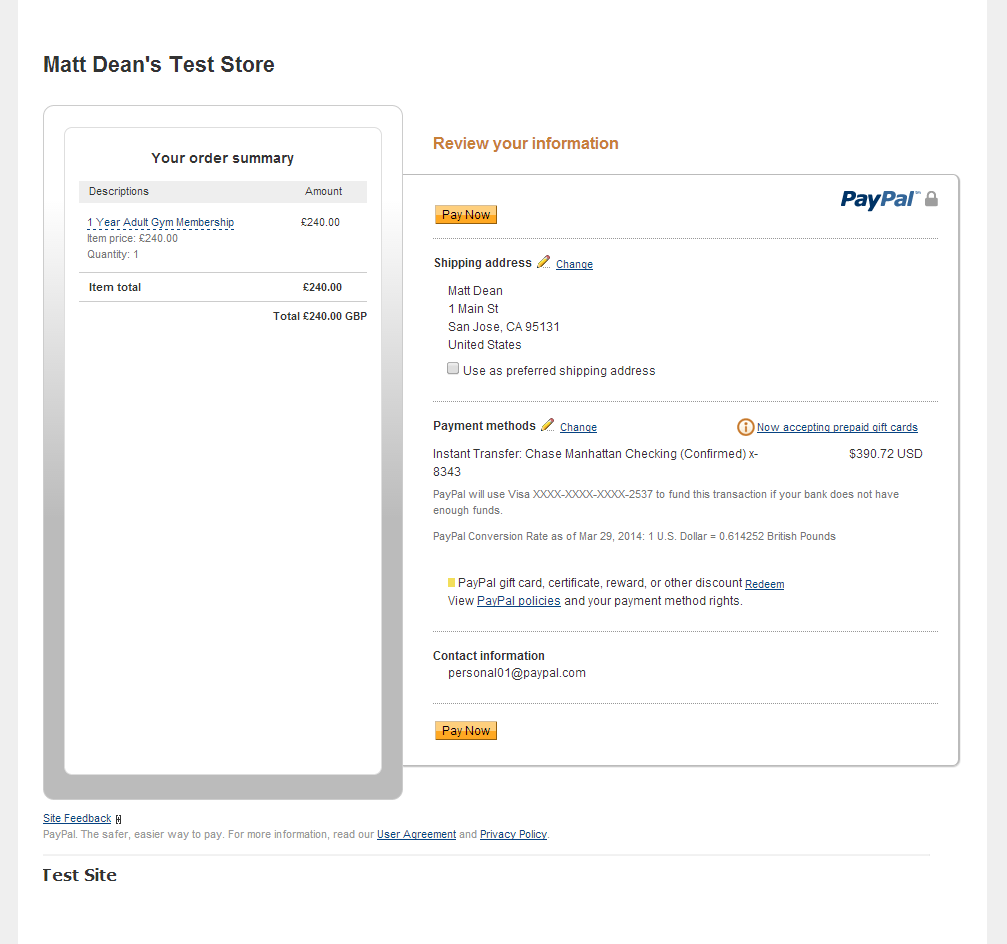 Matt Dean's Test Store
Your order summary
Descriptions Amount
1 Year Adult Gym Membership £240.00
Item price: £240.00
Quantity: 1
Item total £240.00
Total £240.00 GBP
Review your information
PayPal™
Pay Now
Shipping address Change
Matt Dean
1 Main St
San Jose, CA 95131
United States
Use as preferred shipping address
Payment methods Change Now accepting prepaid gift cards
Instant Transfer: Chase Manhattan Checking (Confirmed) x- $390.72 USD
8343
PayPal will use Visa XXXX-XXXX-XXXX-2537 to fund this transaction if your bank does not have
enough funds.
PayPal Conversion Rate as of Mar 29, 2014: 1 U.S. Dollar = 0.614252 British Pounds
PayPal gift card, certificate, reward, or other discount Redeem
View PayPal policies and your payment method rights.
Contact information
personal01@paypal.com
Pay Now
Site Feedback
PayPal. The safer, easier way to pay. For more information, read our User Agreement and Privacy Policy.
Test Site